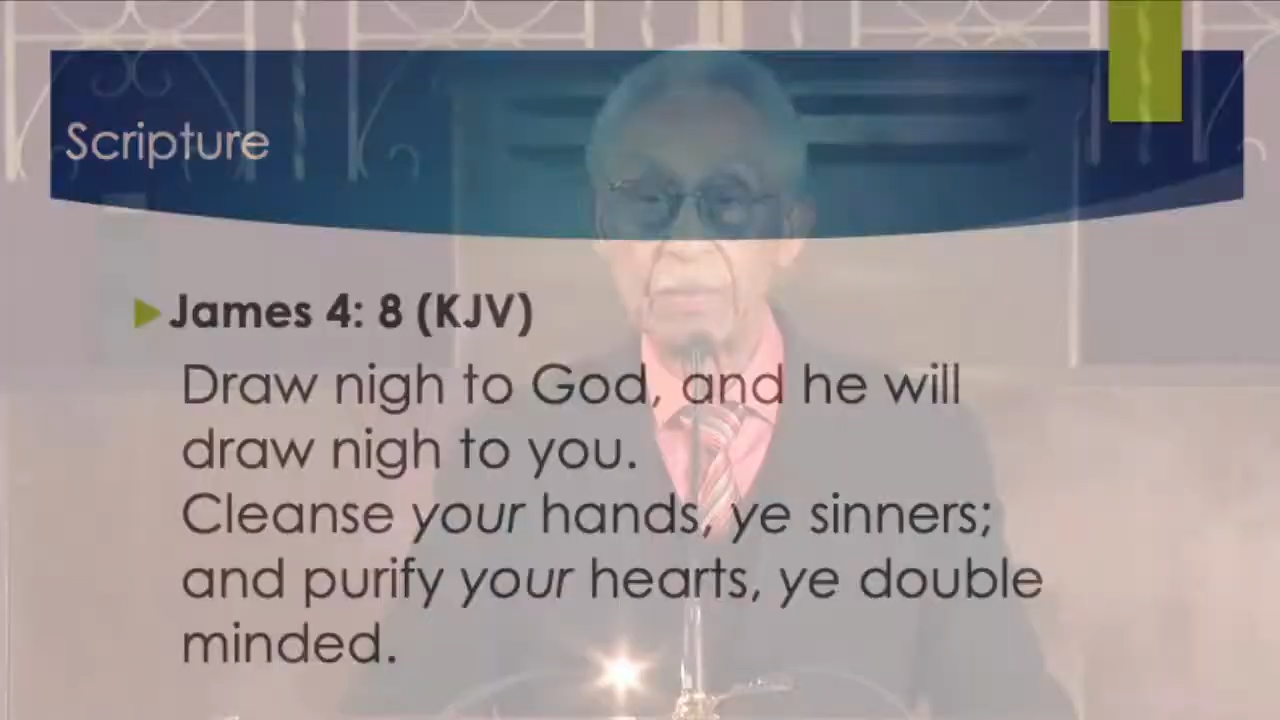 Scripture
James 4: 8 (KJV)
Draw nigh to God, and he will
draw nigh to you.
Cleanse your hands, ye sinners;
and purify your hearts, ye double
minded.